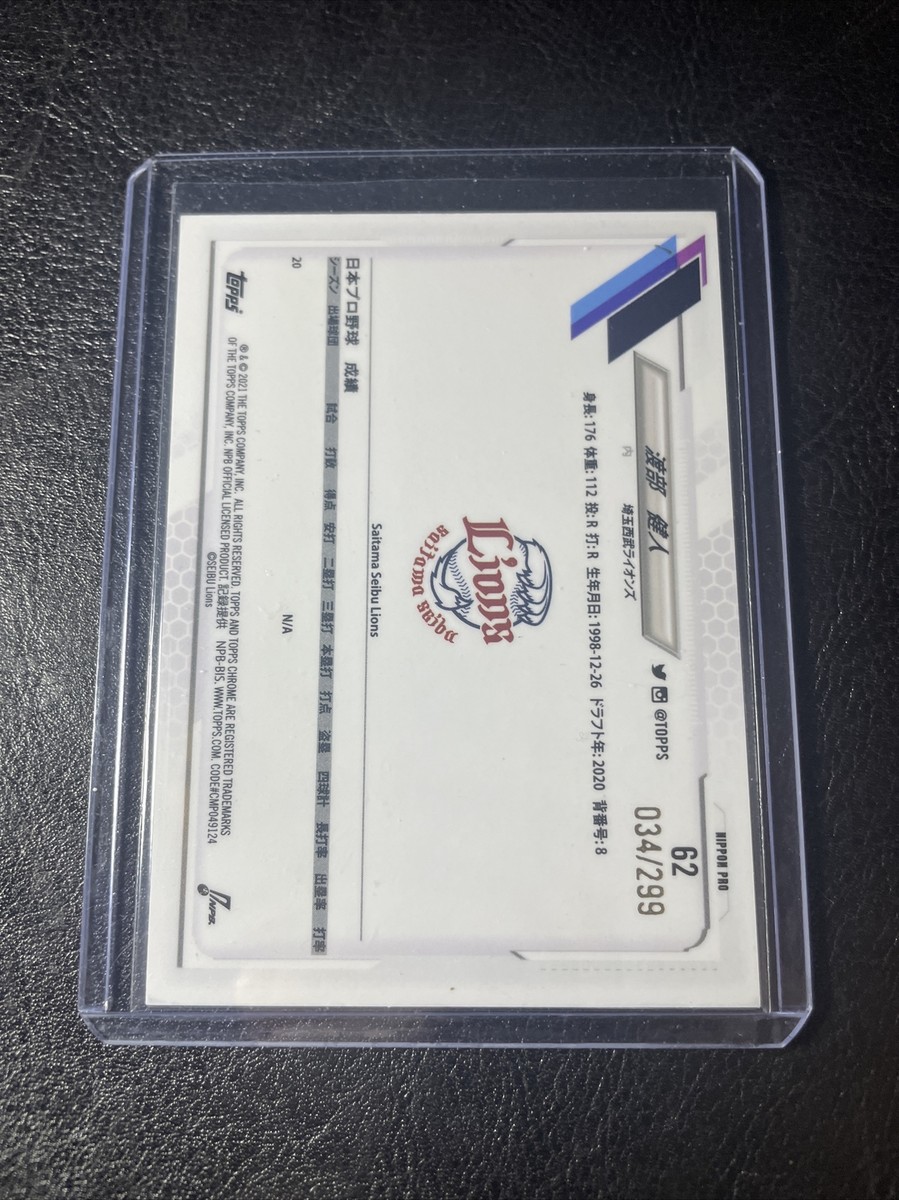 NIPPON PRO
62
034/299
渡部 健人
@TOPPS
内
埼玉西武ライオンズ
身長: 176 体重: 112 投: R 打: R 生年月日: 1998-12-26 ドラフト年: 2020 背番号: 8
Lions
saitama seibu
Saitama Seibu Lions
日本プロ野球 成績
シーズン 出場球団 試合 打数 得点 安打 二塁打 三塁打 本塁打 打点 盗塁 四球計 長打率 出塁率 打率
20 N/A
topps
® & © 2021 THE TOPPS COMPANY, INC. ALL RIGHTS RESERVED. TOPPS AND TOPPS CHROME ARE REGISTERED TRADEMARKS
OF THE TOPPS COMPANY, INC. NPB OFFICIAL LICENSED PRODUCT. 記録提供 NPB-BIS. WWW.TOPPS.COM. CODE#CMP049124
©SEIBU Lions
NPB